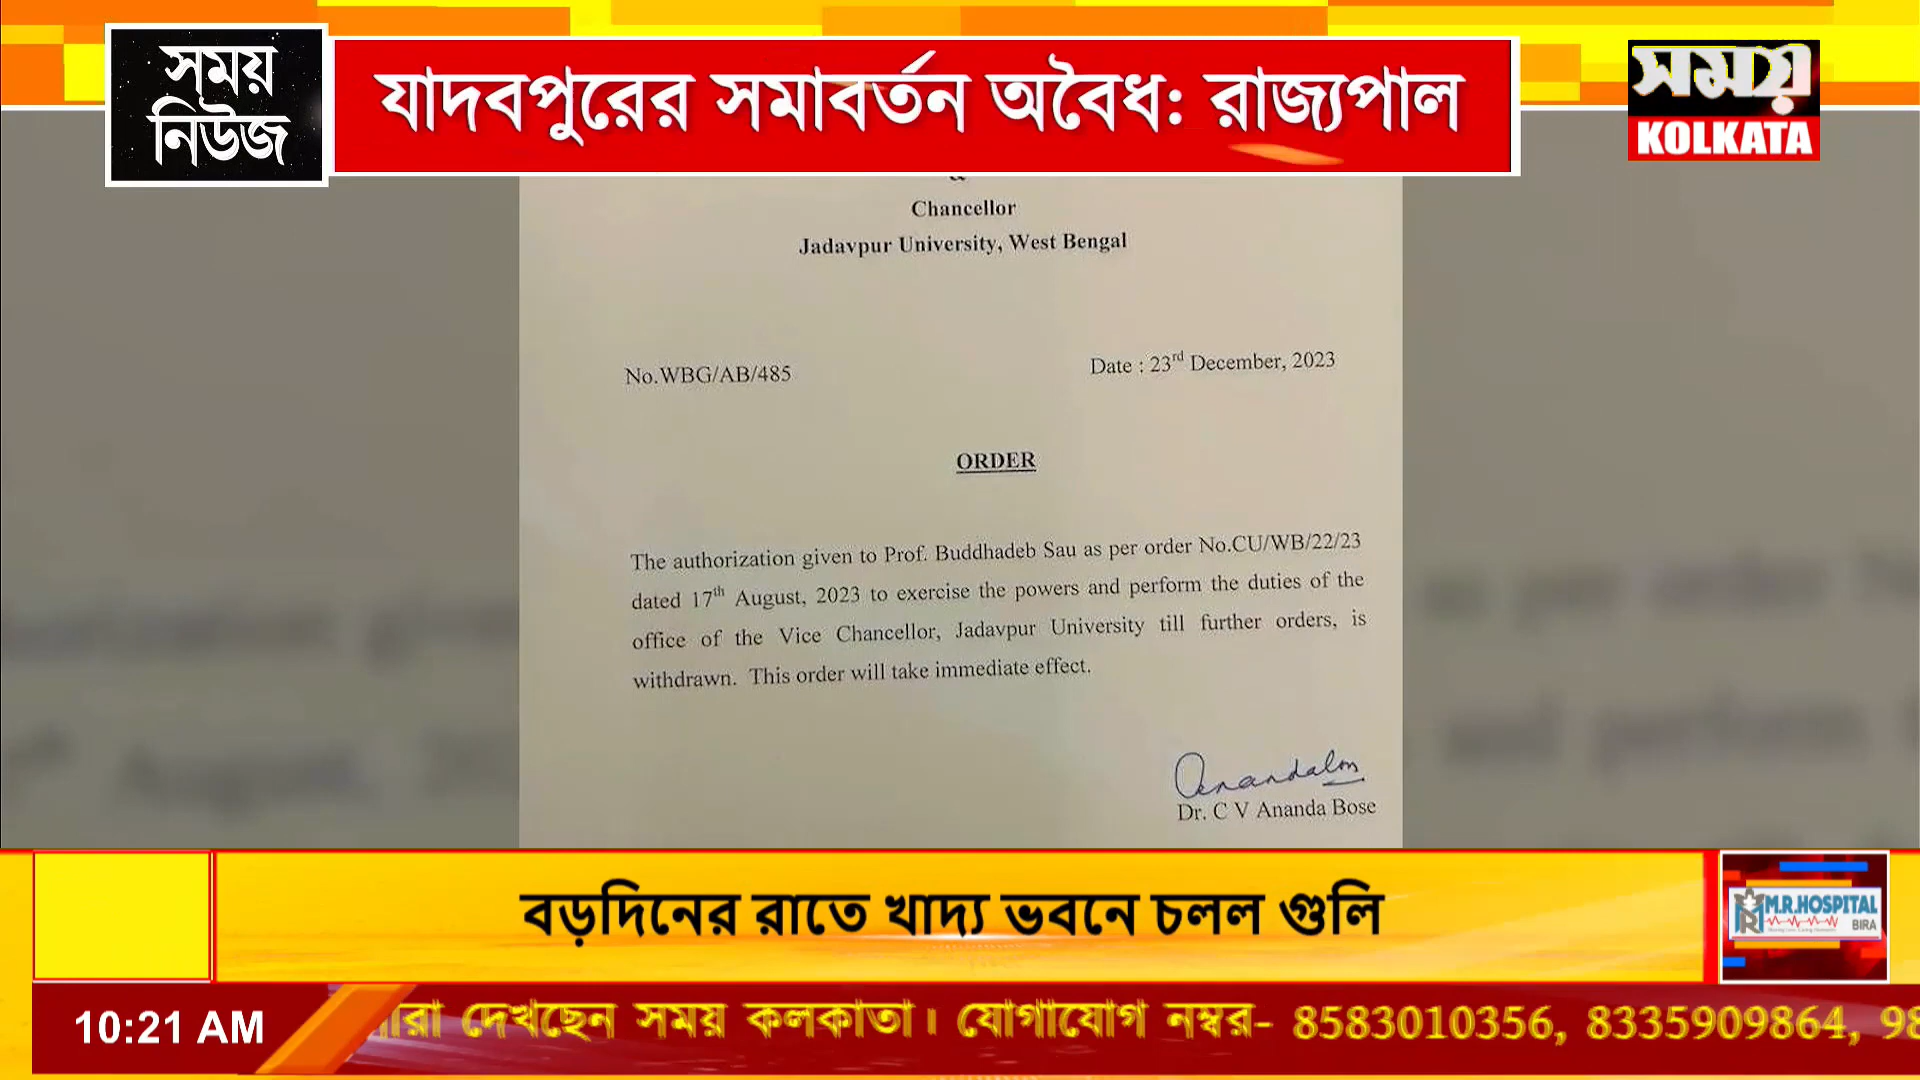 সময়
নিউজ
যাদবপুরের সমাবর্তন অবৈধ: রাজ্যপাল
সময়
KOLKATA
Chancellor
Jadavpur University, West Bengal
No.WBG/AB/485
Date : 23rd December, 2023
ORDER
The authorization given to Prof. Buddhadeb Sau as per order No.CU/WB/22/23
dated 17th August, 2023 to exercise the powers and perform the duties of the
office of the Vice Chancellor, Jadavpur University till further orders, is
withdrawn. This order will take immediate effect.
Dr. C V Ananda Bose
বড়দিনের রাতে খাদ্য ভবনে চলল গুলি
M.R.HOSPITAL
BIRA
10:21 AM
দেখছেন সময় কলকাতা। যোগাযোগ নম্বর- 8583010356, 8335909864, 98